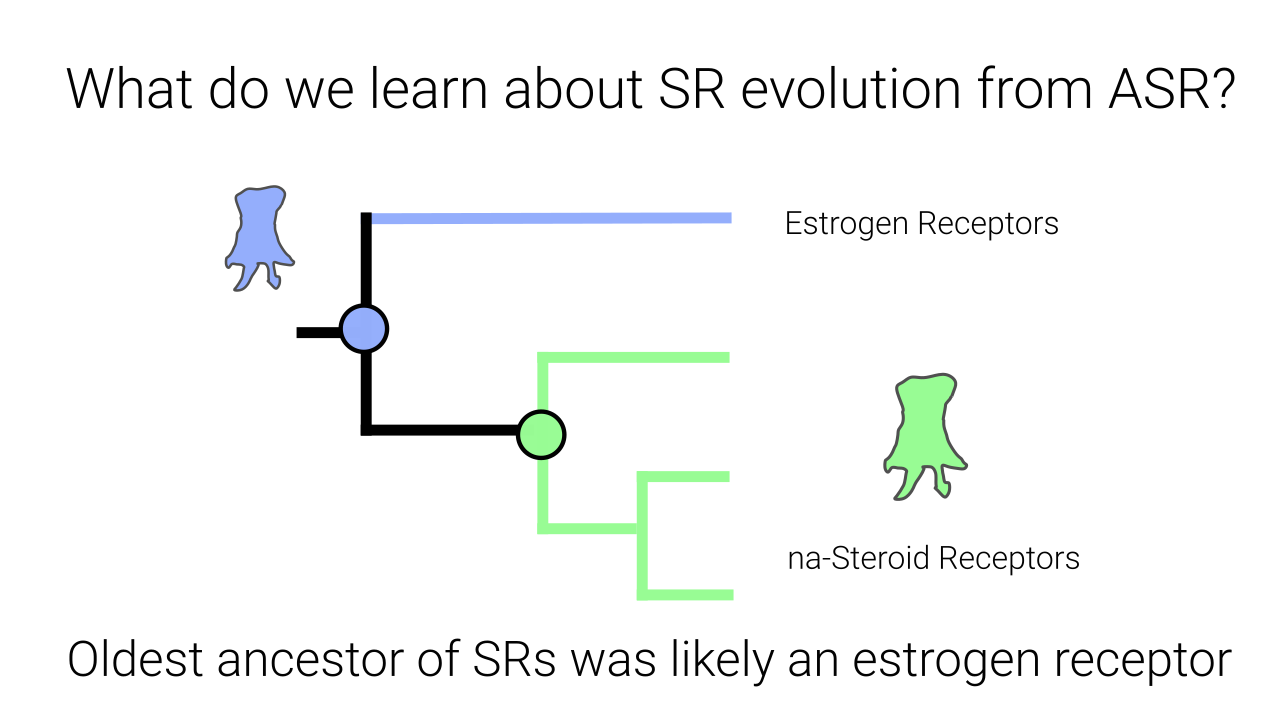 What do we learn about SR evolution from ASR?
Estrogen Receptors
na-Steroid Receptors
Oldest ancestor of SRs was likely an estrogen receptor